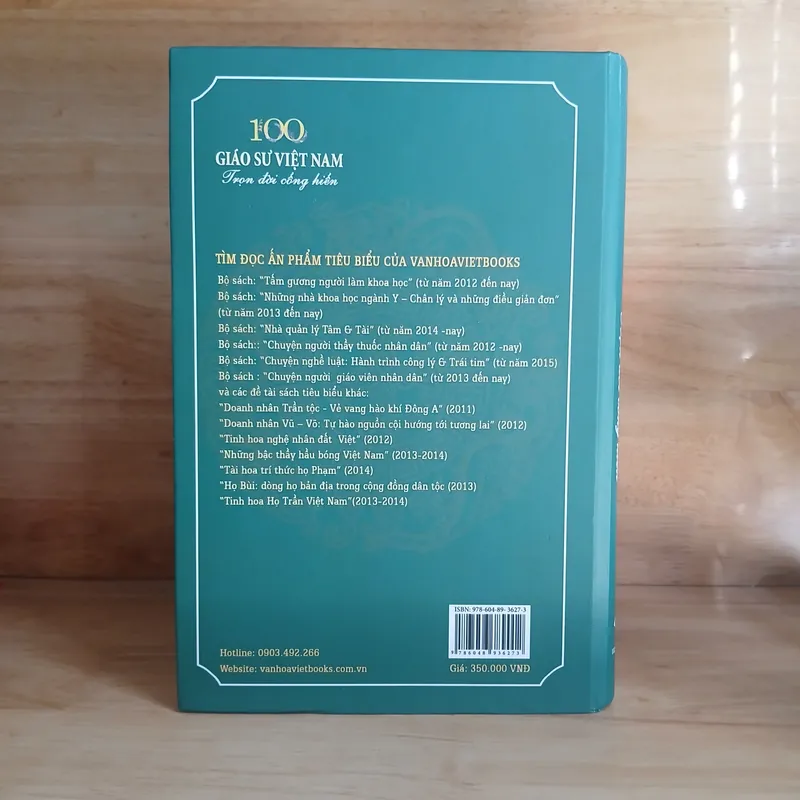 100
GIÁO SƯ VIỆT NAM
Trọn đời cống hiến
TÌM ĐỌC ẤN PHẨM TIÊU BIỂU CỦA VANHOAVIETBOOKS
Bộ sách: "Tấm gương người làm khoa học" (từ năm 2012 đến nay)
Bộ sách: "Những nhà khoa học ngành Y – Chân lý và những điều giản đơn"
(từ năm 2013 đến nay)
Bộ sách: "Nhà quản lý Tâm & Tài" (từ năm 2014 -nay)
Bộ sách:: "Chuyện người thầy thuốc nhân dân" (từ năm 2012 -nay)
Bộ sách: "Chuyện nghề luật: Hành trình công lý & Trái tim" (từ năm 2015)
Bộ sách : "Chuyện người giáo viên nhân dân" (từ 2013 đến nay)
và các đề tài sách tiêu biểu khác:
"Doanh nhân Trần tộc - Vẻ vang hào khí Đông A" (2011)
"Doanh nhân Vũ – Võ: Tự hào nguồn cội hướng tới tương lai" (2012)
"Tinh hoa nghệ nhân đất Việt" (2012)
"Những bậc thầy hầu bóng Việt Nam" (2013-2014)
"Tài hoa trí thức họ Phạm" (2014)
"Họ Bùi: dòng họ bản địa trong cộng đồng dân tộc (2013)
"Tinh hoa Họ Trần Việt Nam"(2013-2014)
ISBN: 978-604-89-3627-3
9 786048 936273
Hotline: 0903.492.266
Website: vanhoavietbooks.com.vn
Giá: 350.000 VNĐ